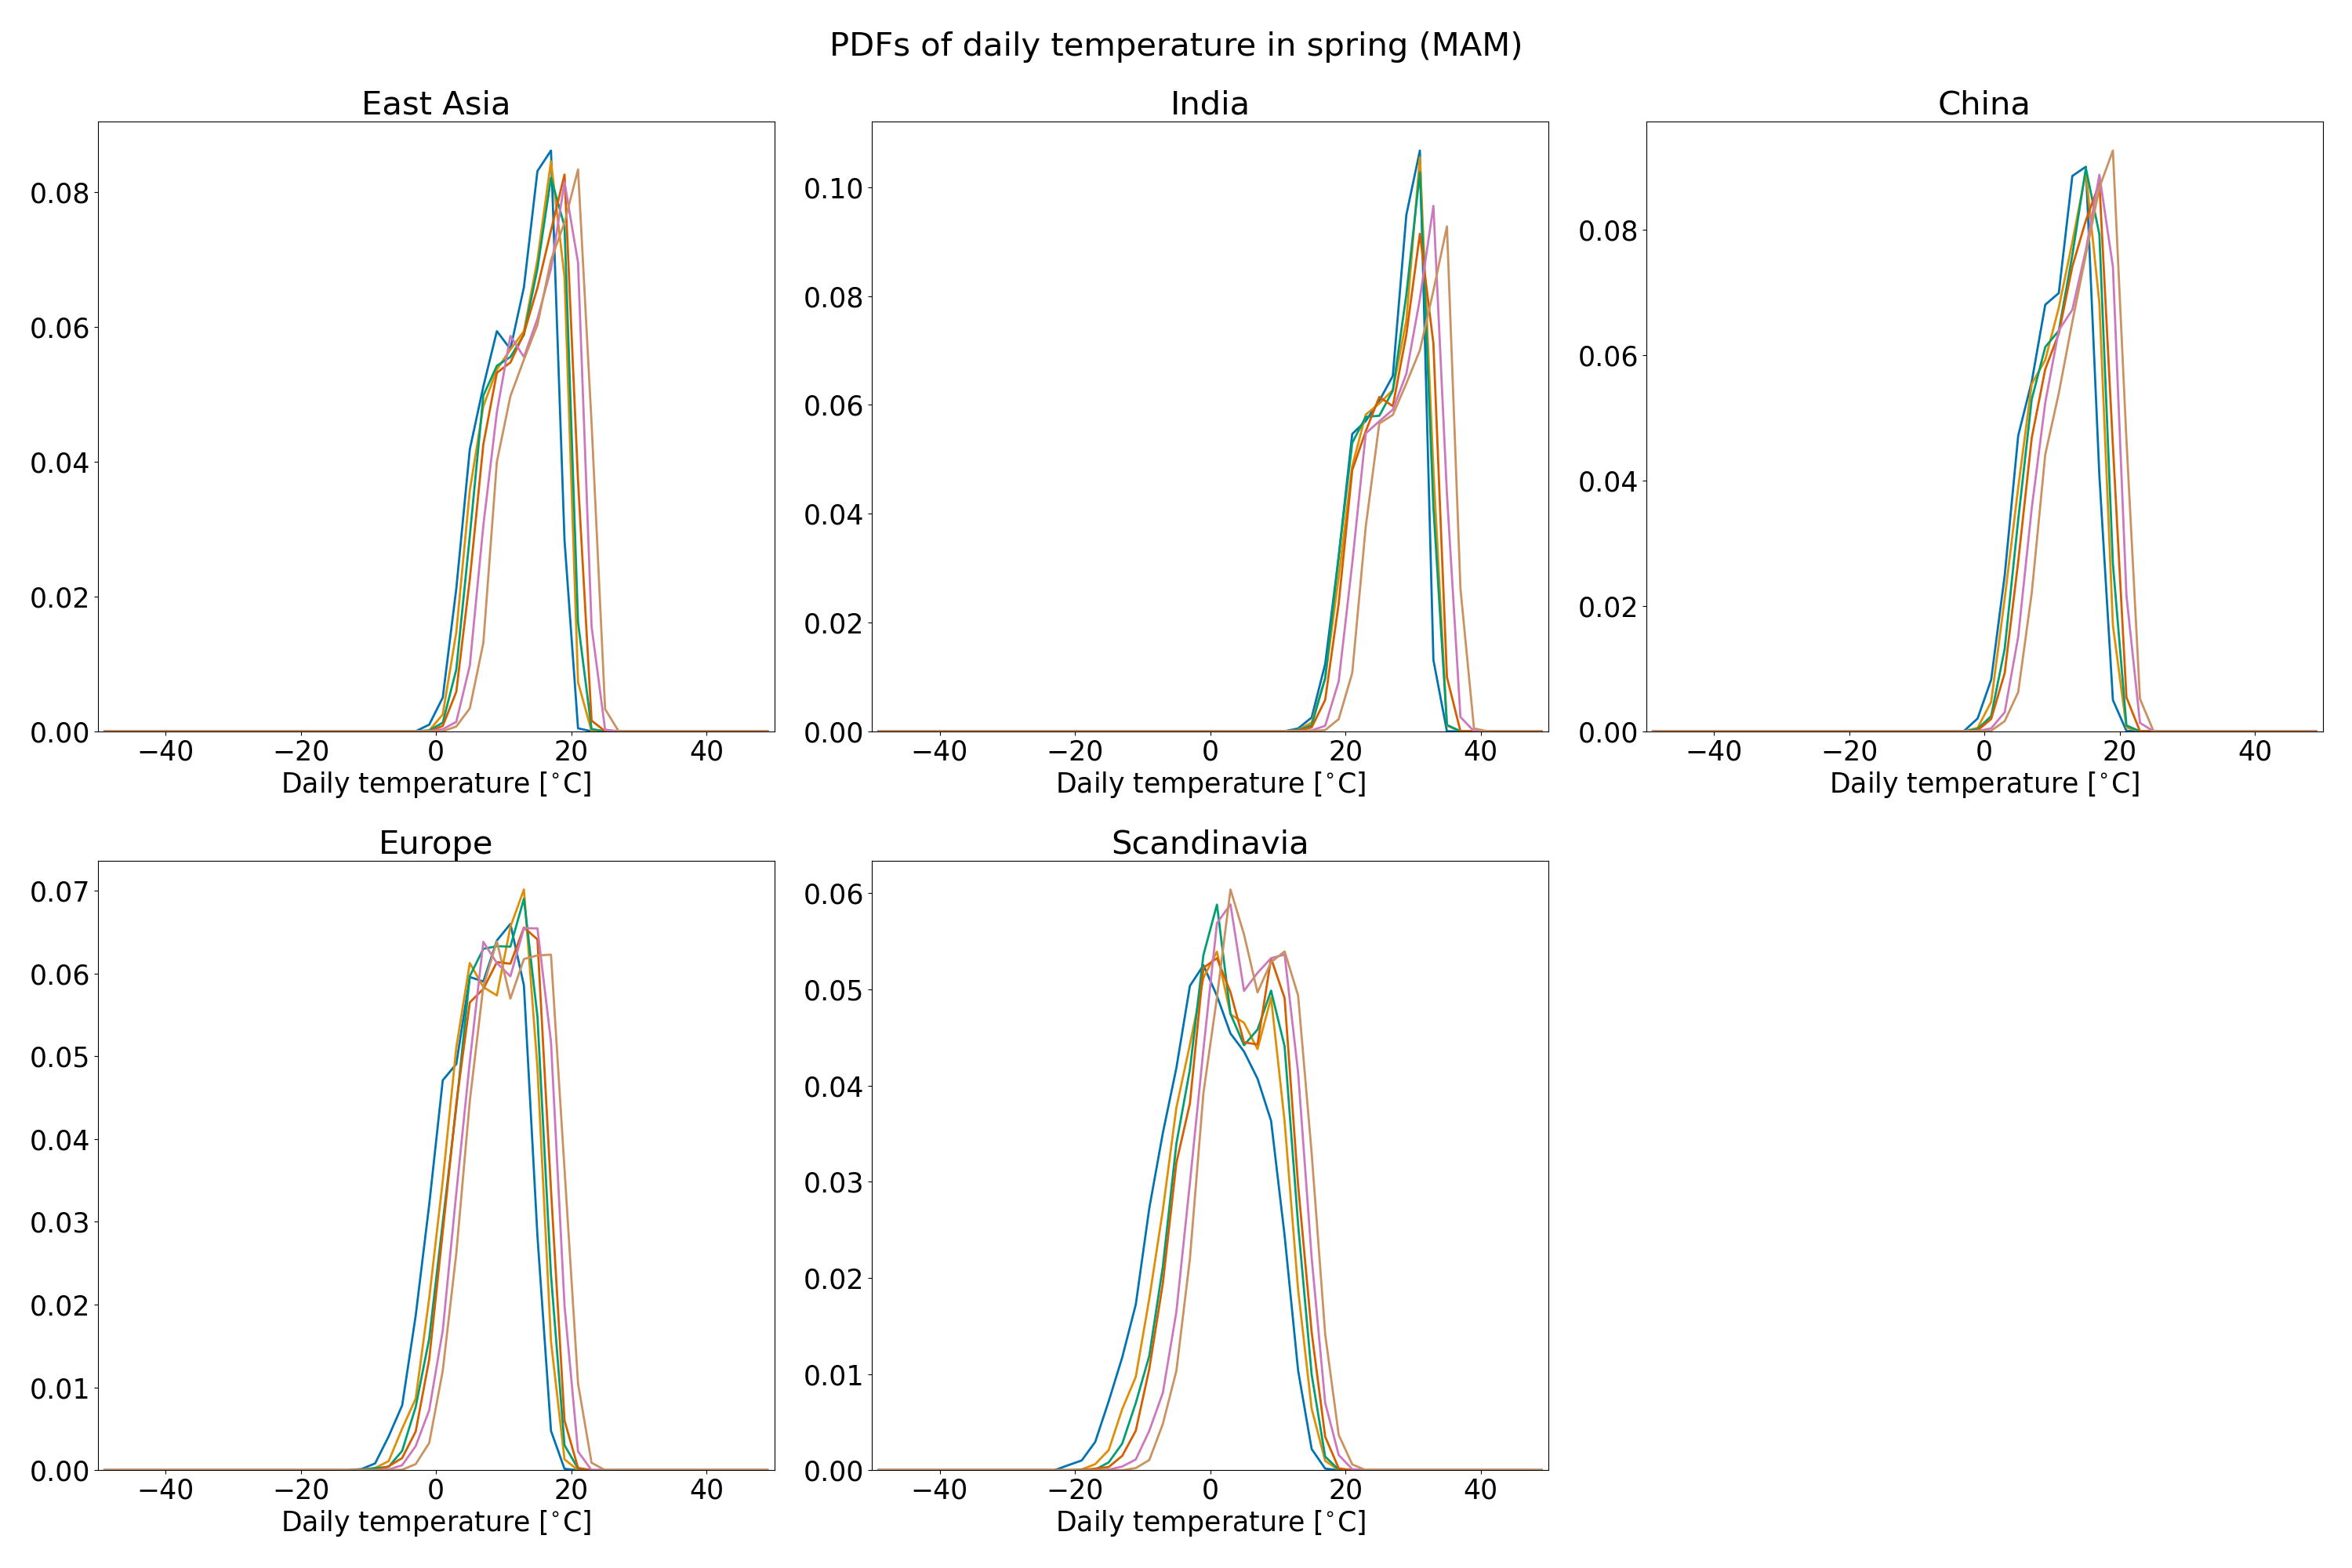 PDFs of daily temperature in spring (MAM)
East Asia
0.08
0.06
0.04
0.02
0.00
−40 −20 0 20 40
Daily temperature [°C]
India
0.10
0.08
0.06
0.04
0.02
0.00
−40 −20 0 20 40
Daily temperature [°C]
China
0.08
0.06
0.04
0.02
0.00
−40 −20 0 20 40
Daily temperature [°C]
Europe
0.07
0.06
0.05
0.04
0.03
0.02
0.01
0.00
−40 −20 0 20 40
Daily temperature [°C]
Scandinavia
0.06
0.05
0.04
0.03
0.02
0.01
0.00
−40 −20 0 20 40
Daily temperature [°C]